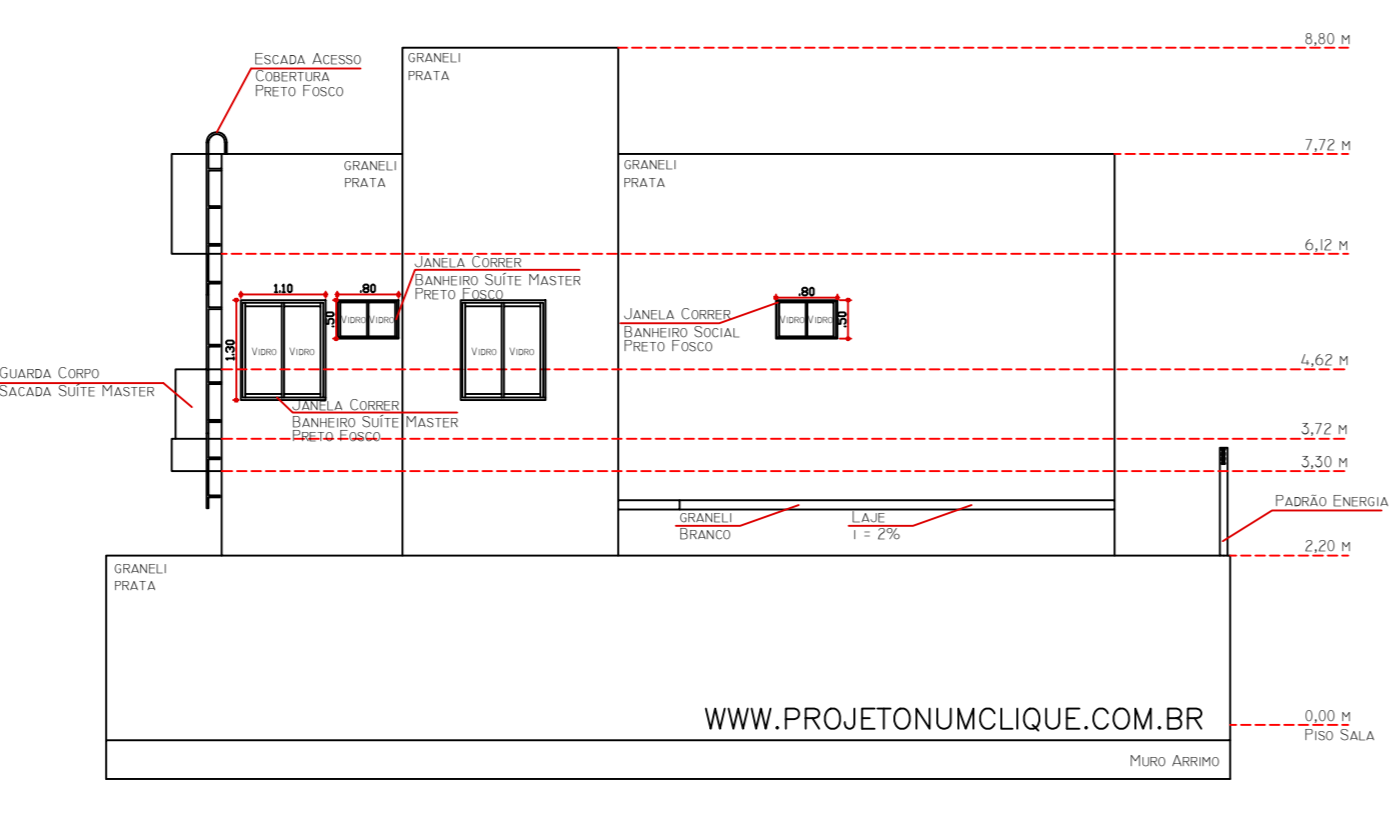 8,80 M
ESCADA ACESSO
COBERTURA
PRETO FOSCO
GRANELI
PRATA
7,72 M
GRANELI
PRATA
GRANELI
PRATA
6,12 M
JANELA CORRER
BANHEIRO SUÍTE MASTER
PRETO FOSCO
1.10
.80
.50
VIDRO VIDRO
1.30
VIDRO VIDRO
VIDRO VIDRO
JANELA CORRER
BANHEIRO SOCIAL
PRETO FOSCO
.80
.50
VIDRO VIDRO
4,62 M
GUARDA CORPO
SACADA SUÍTE MASTER
JANELA CORRER
BANHEIRO SUÍTE MASTER
PRETO FOSCO
3,72 M
3,30 M
PADRÃO ENERGIA
GRANELI
BRANCO
LAJE
I = 2%
2,20 M
GRANELI
PRATA
WWW.PROJETONUMCLIQUE.COM.BR
0,00 M
PISO SALA
MURO ARRIMO